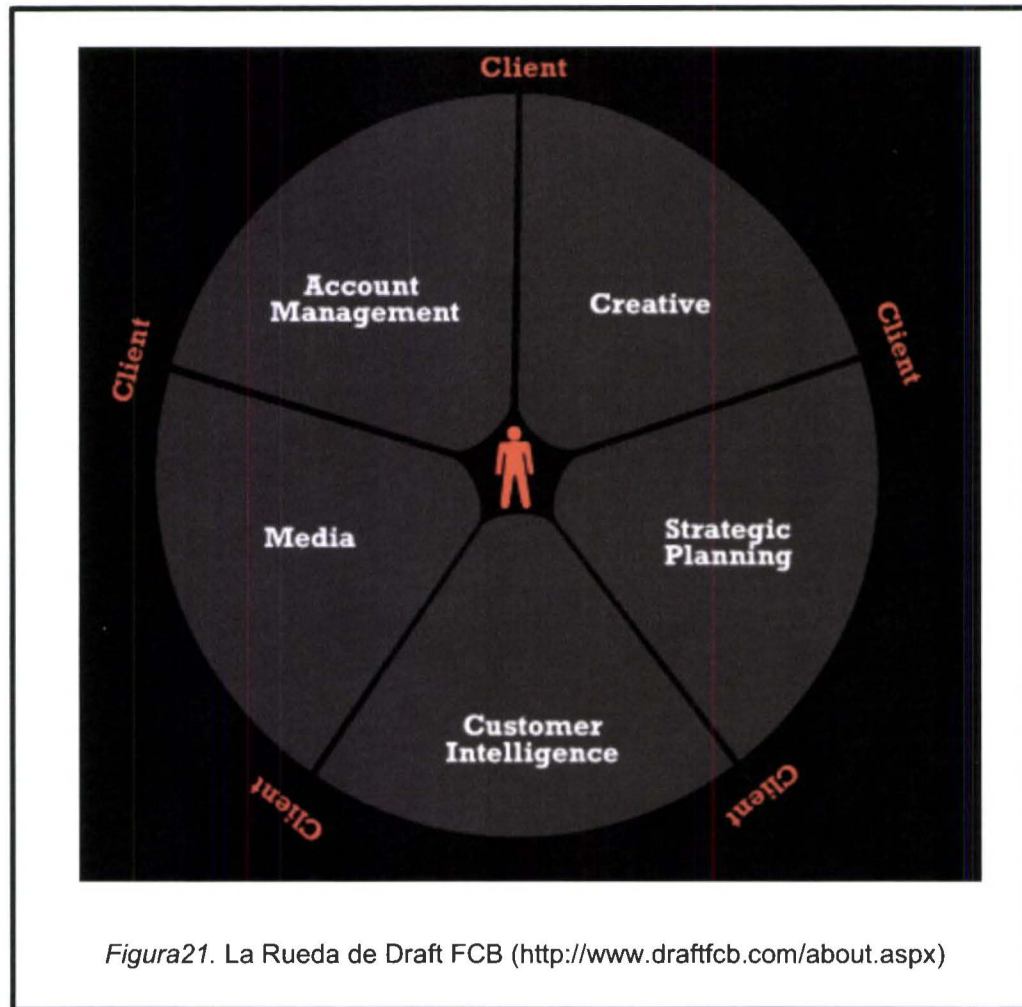 Client
Account
Management
Creative
Client
Client
Media
Strategic
Planning
Customer
Intelligence
Client
Client
Figura21. La Rueda de Draft FCB (http://www.draftfcb.com/about.aspx)